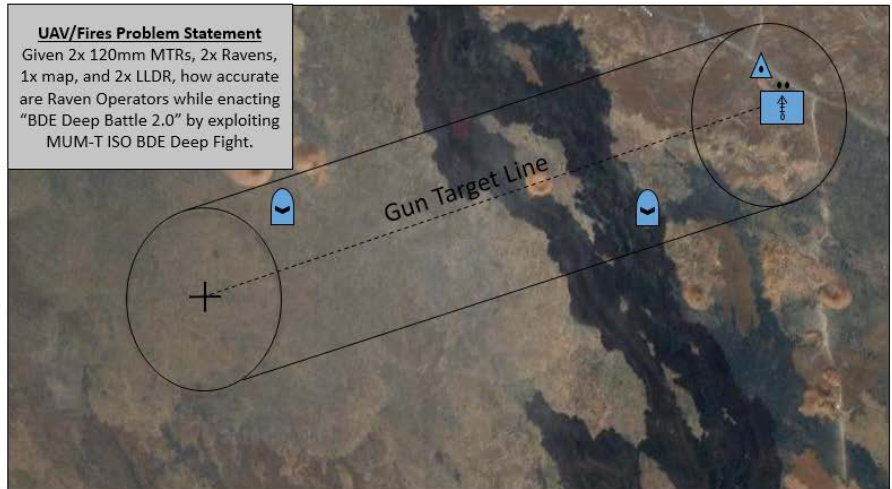 UAV/Fires Problem Statement
Given 2x 120mm MTRs, 2x Ravens,
1x map, and 2x LLDR, how accurate
are Raven Operators while enacting
“BDE Deep Battle 2.0” by exploiting
MUM-T ISO BDE Deep Fight.
Gun Target Line